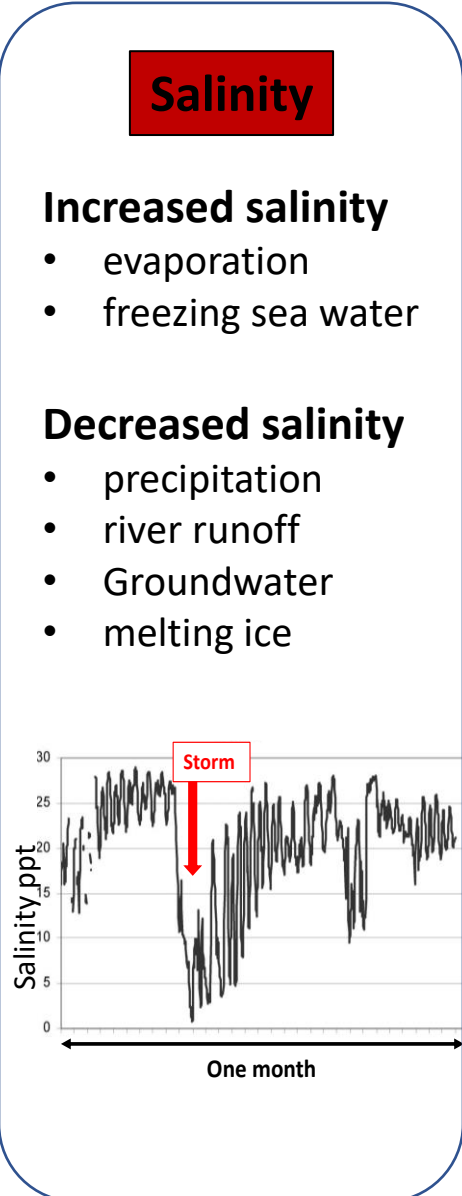 Salinity
Increased salinity
• evaporation
• freezing sea water
Decreased salinity
• precipitation
• river runoff
• Groundwater
• melting ice
Storm
30
25
20
15
10
5
0
Salinity ppt
One month